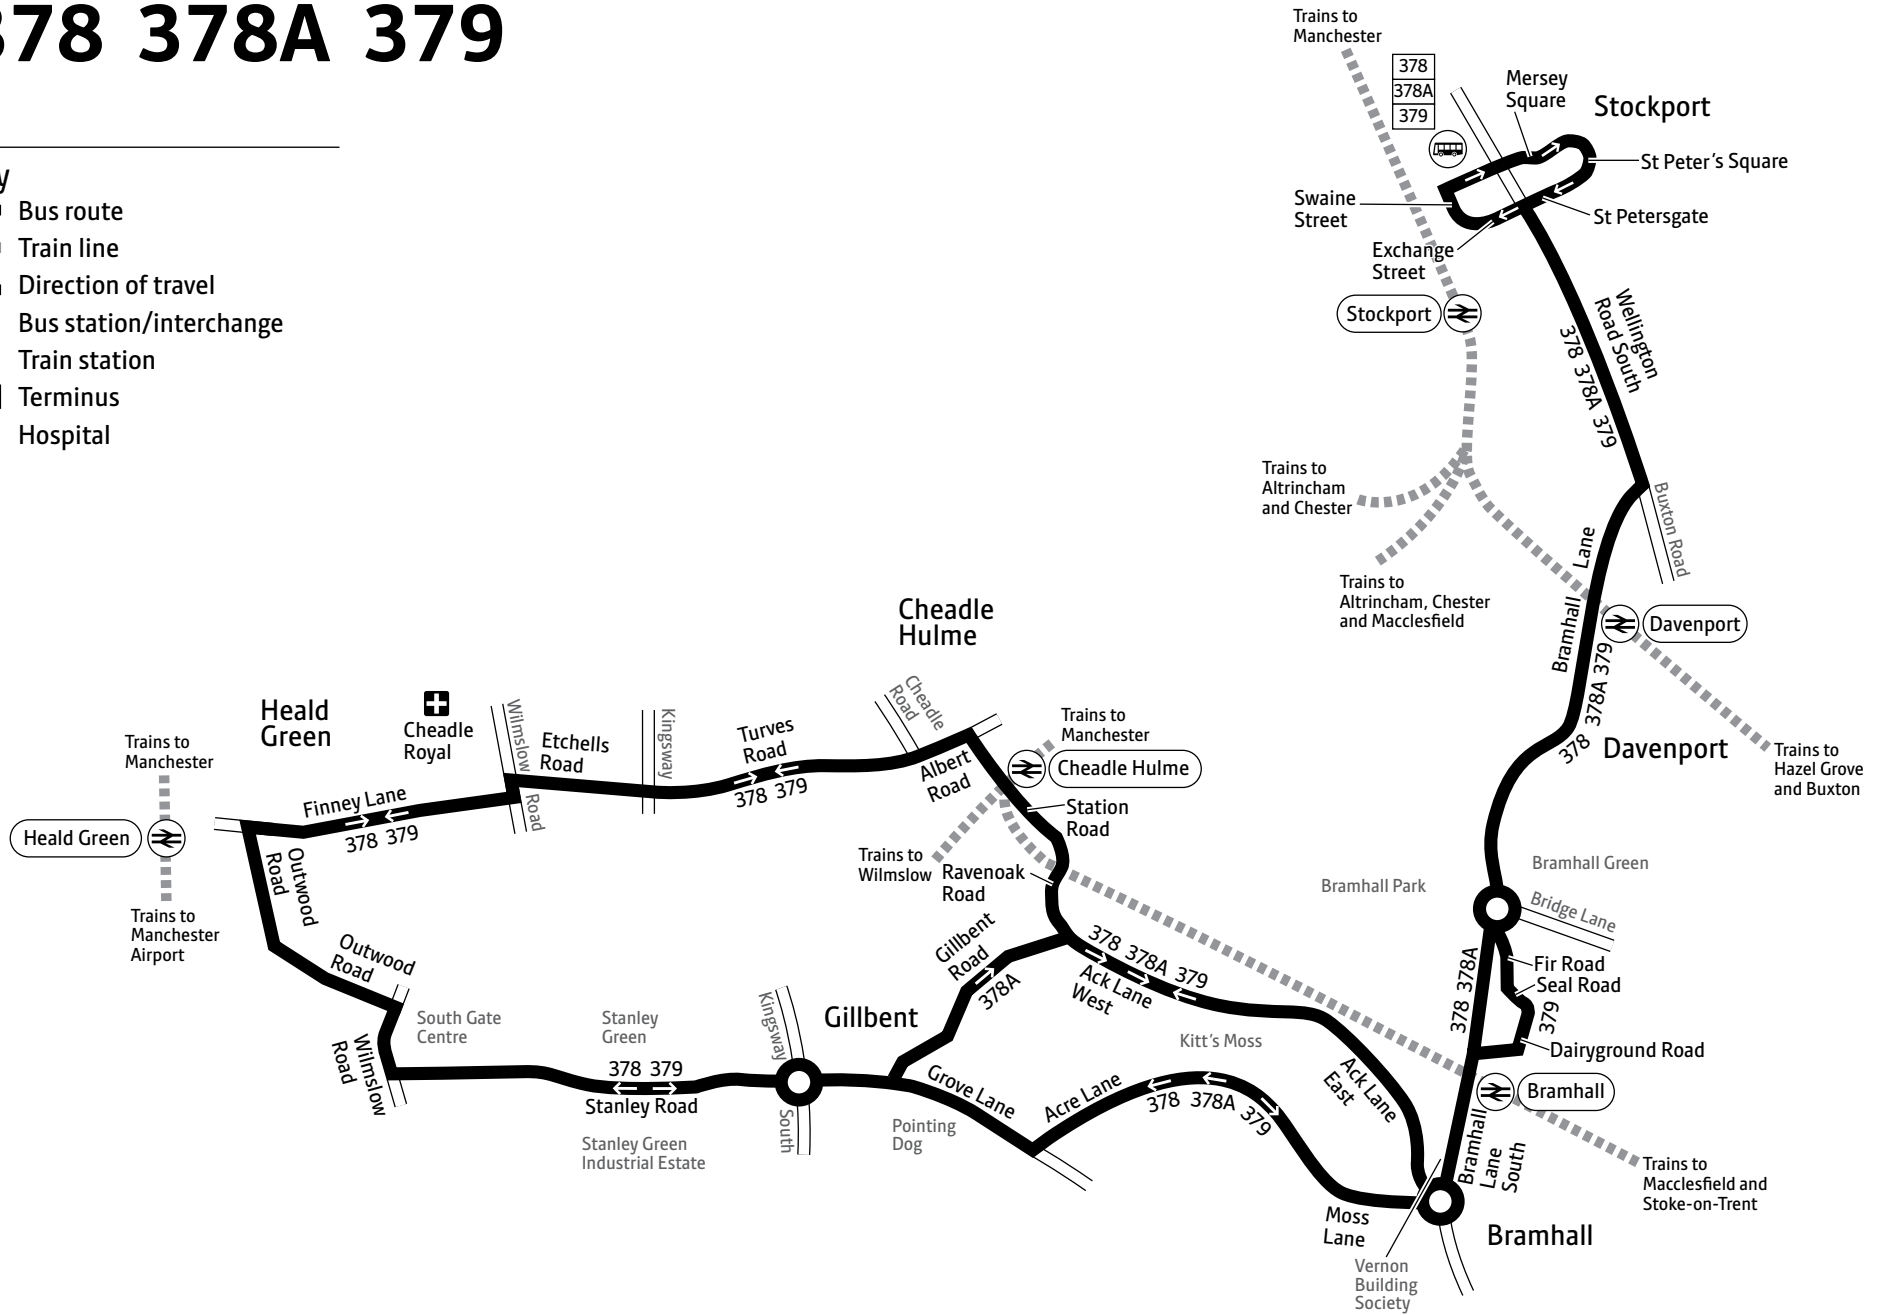 378 378A 379
y
Bus route
Train line
Direction of travel
Bus station/interchange
Train station
Terminus
Hospital
Trains to
Manchester
378
378A
379
Mersey
Square
Stockport
St Peter's Square
St Petersgate
Swaine
Street
Exchange
Street
Stockport
Wellington
Road South
378 378A 379
Trains to
Altrincham
and Chester
Buxton Road
Trains to
Altrincham, Chester
and Macclesfield
Bramhall Lane
Davenport
378 378A 379
Davenport
Trains to
Hazel Grove
and Buxton
Cheadle
Hulme
Cheadle
Road
Trains to
Manchester
Cheadle Hulme
Albert
Road
Station
Road
Trains to
Wilmslow
Ravenoak
Road
Heald
Green
Cheadle
Royal
Wilmslow
Road
Etchells
Road
Kingsway
Turves
Road
378 379
Trains to
Manchester
Heald Green
Finney Lane
378 379
Trains to
Manchester
Airport
Outwood
Road
Outwood
Road
Wilmslow
Road
South Gate
Centre
Stanley
Green
378 379
Stanley Road
Stanley Green
Industrial Estate
Kingsway
South
Gillbent
Gillbent
Road
378A
Pointing
Dog
Grove Lane
Acre Lane
378 378A 379
378 378A 379
Ack Lane
West
Kitt's Moss
Ack Lane
East
Moss
Lane
Vernon
Building
Society
Bramhall Park
Bramhall Green
Bridge Lane
378 378A
Fir Road
Seal Road
379
Dairyground Road
Bramhall
Bramhall
Lane
South
Trains to
Macclesfield and
Stoke-on-Trent
Bramhall